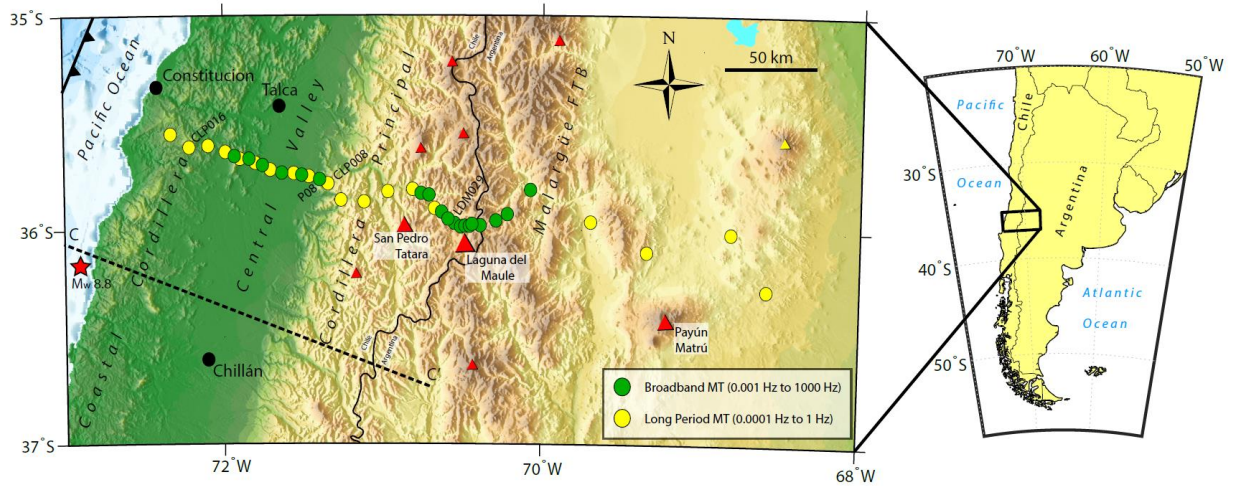 35°S
36°S
37°S
72°W
70°W
68°W
Pacific Ocean
Constitucion
Talca
CLP016
Coastal
Cordillera
Central
Valley
P08
CLP008
Cordillera
Principal
LDM029
Malargüe FTB
Chile
Argentina
Chile
Argentina
N
50 km
San Pedro
Tatara
Laguna del
Maule
Payún
Matrú
C
C'
Mw 8.8
Chillán
Broadband MT (0.001 Hz to 1000 Hz)
Long Period MT (0.0001 Hz to 1 Hz)
70°W
60°W
50°W
30°S
40°S
50°S
Pacific
Ocean
Chile
Argentina
Atlantic
Ocean